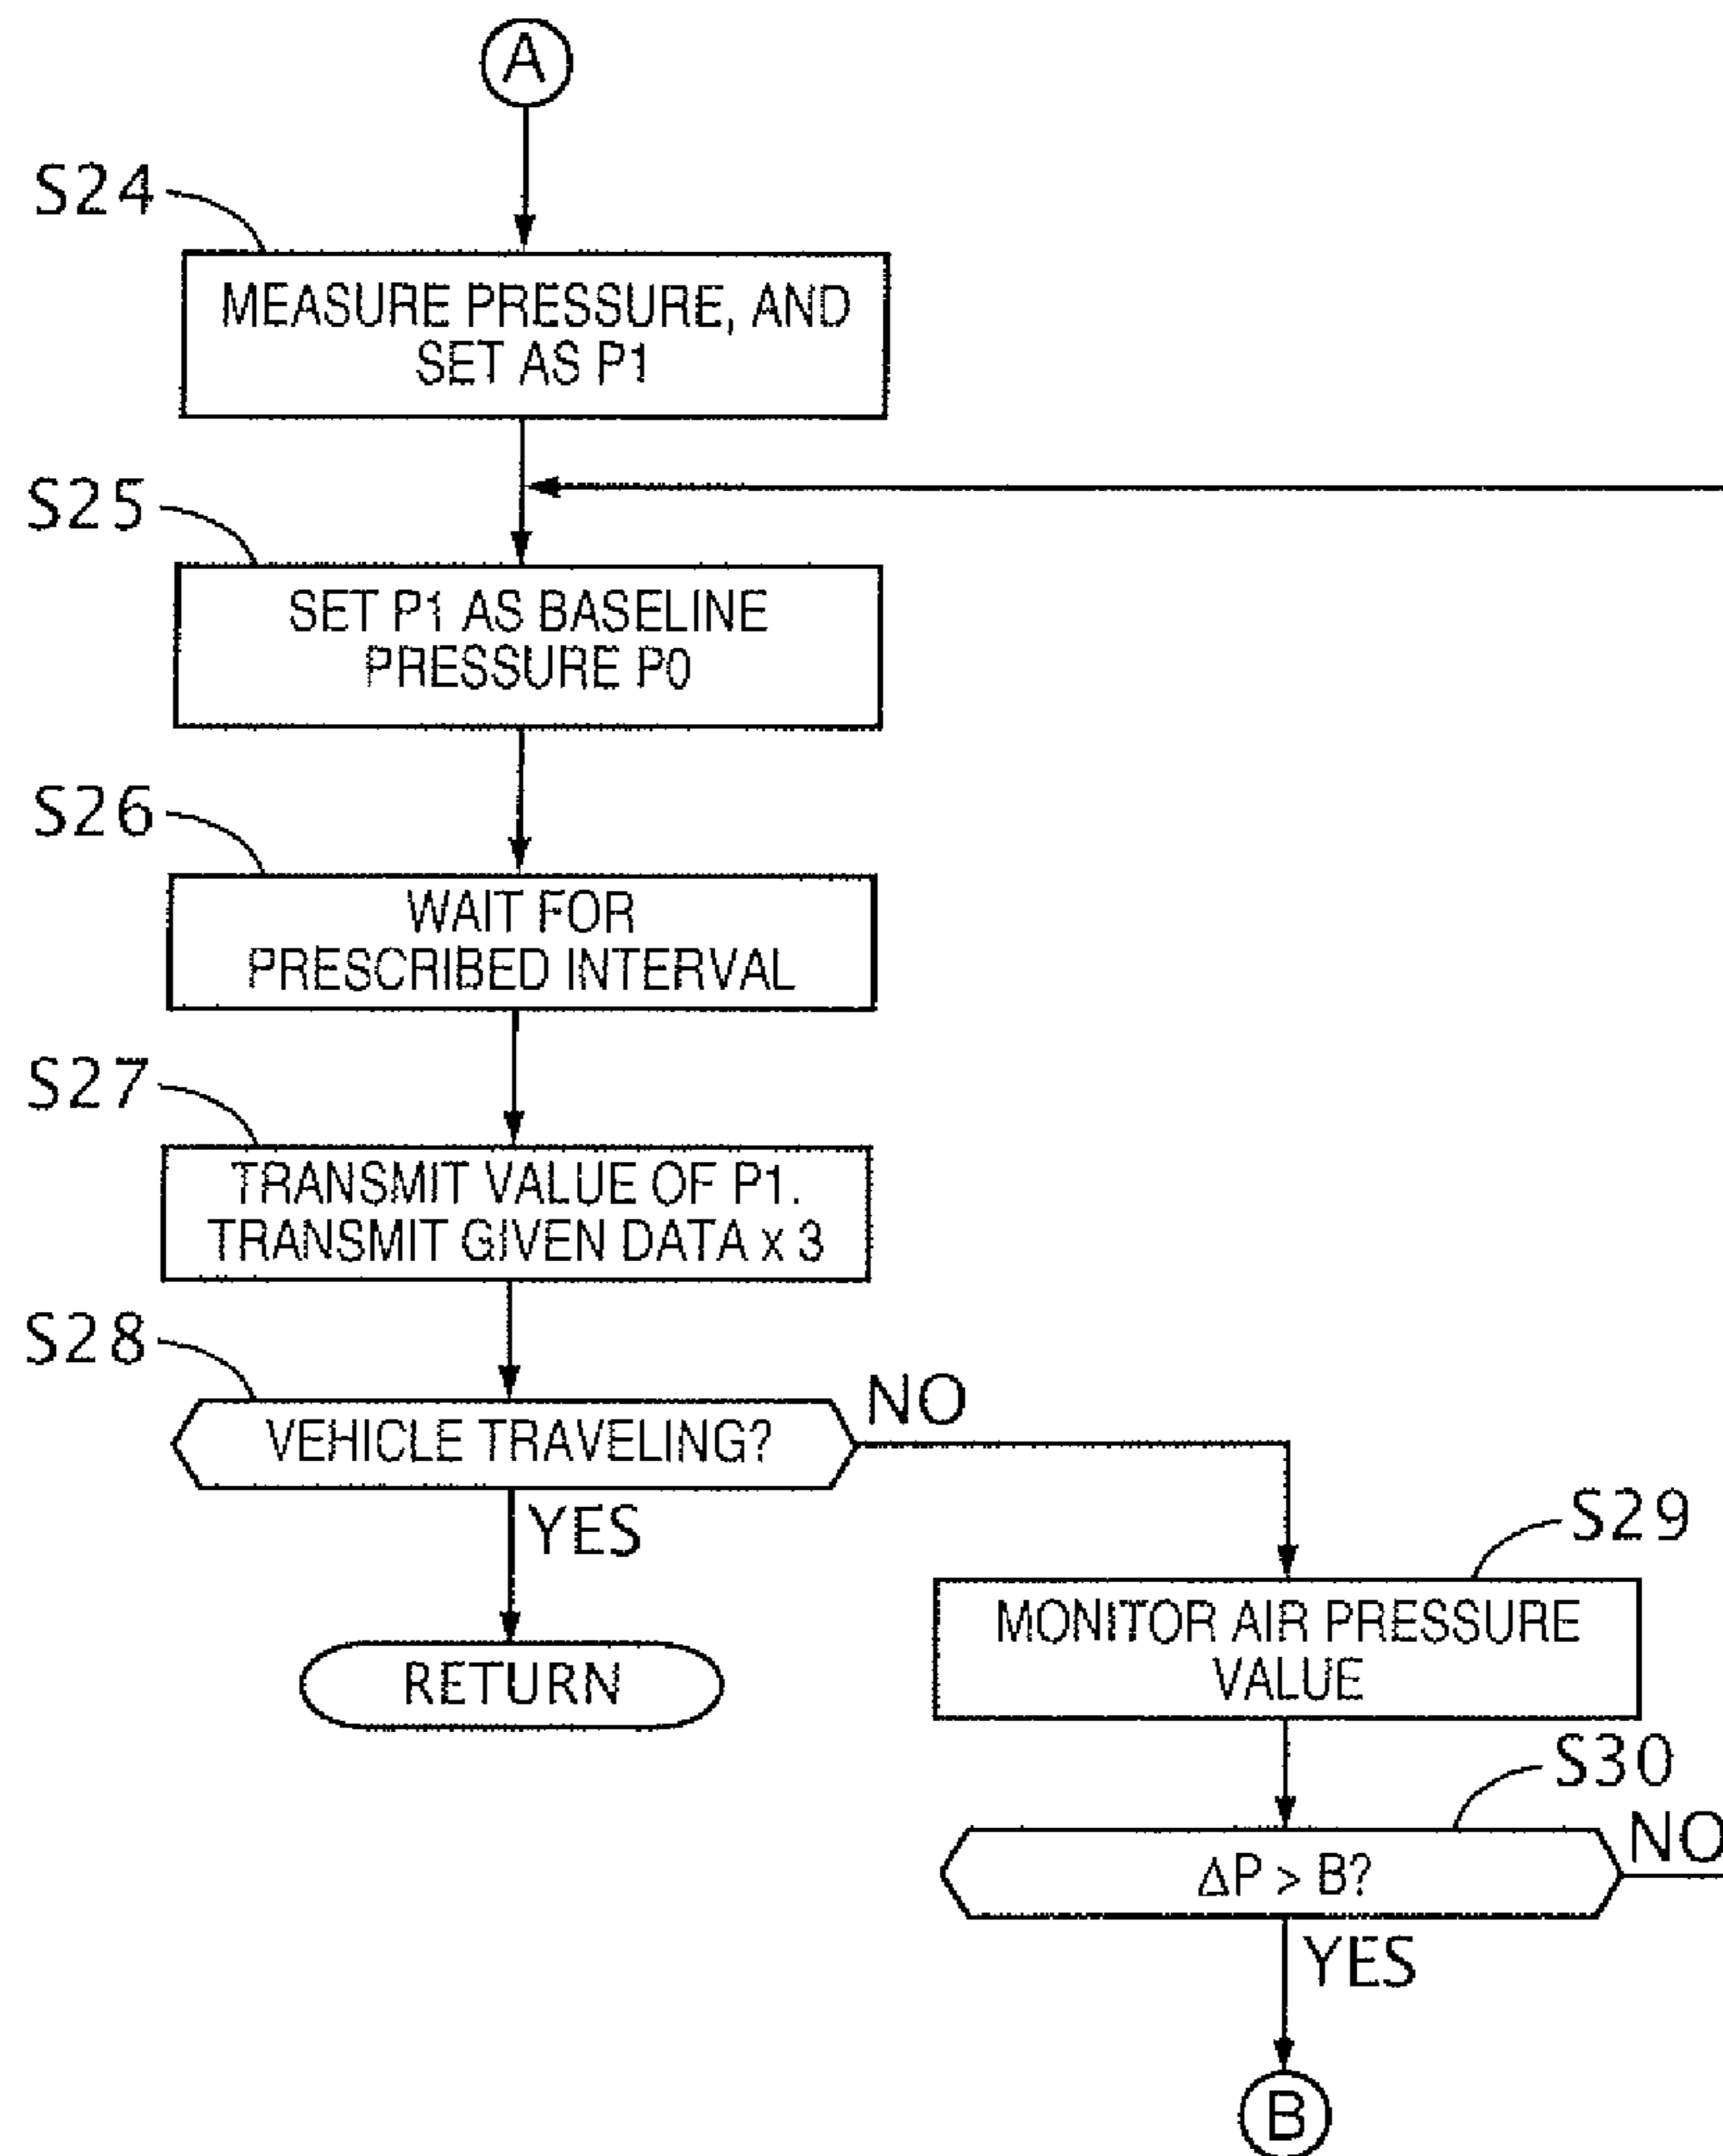 A
S24
MEASURE PRESSURE, AND
SET AS P1
S25
SET P1 AS BASELINE
PRESSURE P0
S26
WAIT FOR
PRESCRIBED INTERVAL
S27
TRANSMIT VALUE OF P1.
TRANSMIT GIVEN DATA x 3
S28
VEHICLE TRAVELING?
NO
YES
RETURN
S29
MONITOR AIR PRESSURE
VALUE
S30
ΔP > B?
NO
YES
B